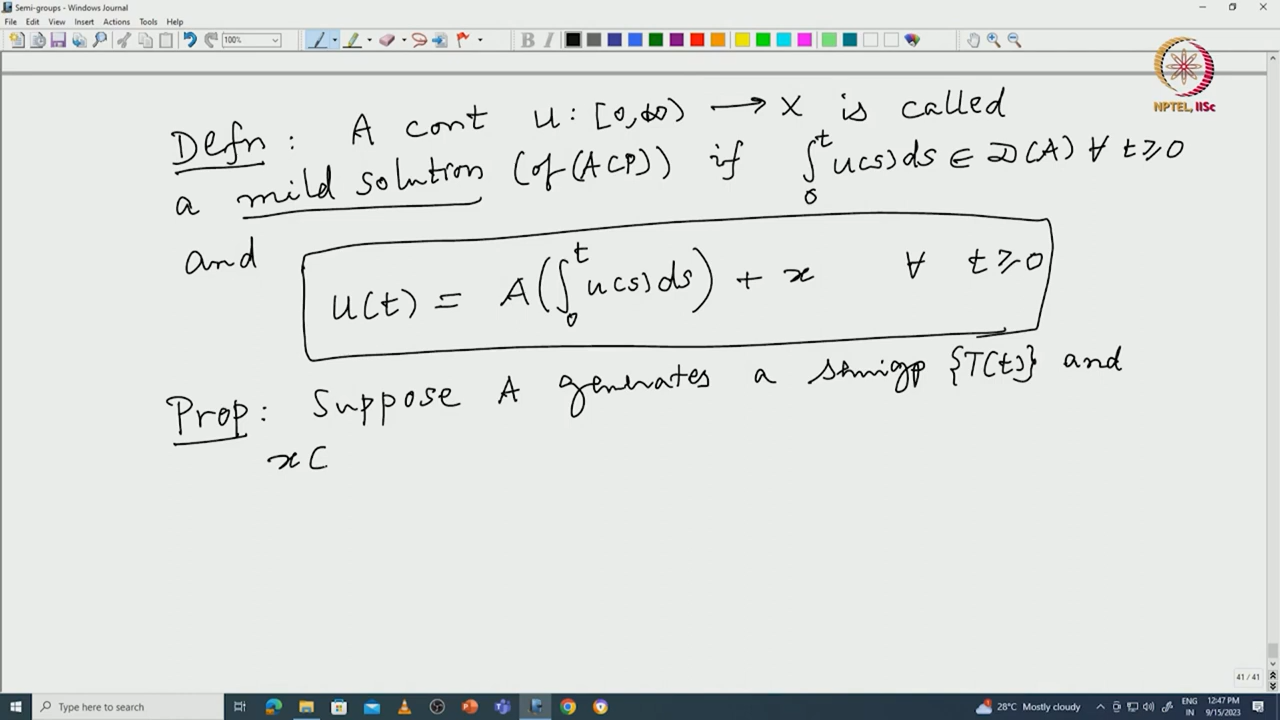 Semi-groups - Windows Journal
File Edit View Insert Actions Tools Help
100%
NPTEL, IISc
Defn : A cont u : [0,∞) → X is called
a mild solution (of (ACP)) if ∫₀ᵗ u(s) ds ∈ D(A) ∀ t ≥ 0
and u(t) = A(∫₀ᵗ u(s) ds) + x ∀ t ≥ 0
Prop : Suppose A generates a semigp {T(t)} and
x C
41 / 41
Type here to search
28°C Mostly cloudy
ENG
IN
12:47 PM
9/15/2023